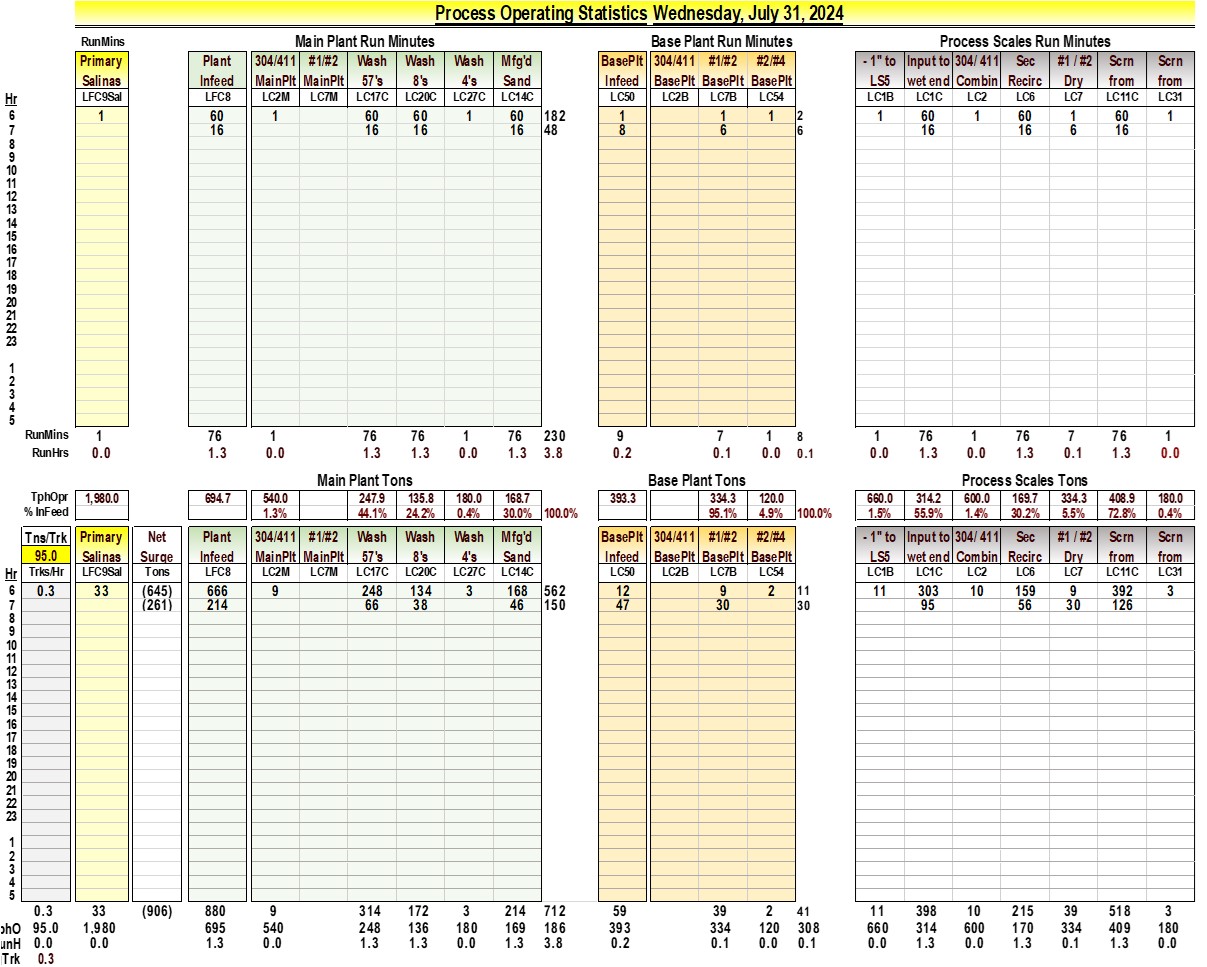 Process Operating Statistics Wednesday, July 31, 2024
RunMins Main Plant Run Minutes Base Plant Run Minutes Process Scales Run Minutes
Primary Plant 304/411 #1/#2 Wash Wash Wash Mfg'd BasePlt 304/411 #1/#2 #2/#4 - 1" to Input to 304/ 411 Sec #1 / #2 Scrn Scrn
Salinas Infeed MainPlt MainPlt 57's 8's 4's Sand Infeed BasePlt BasePlt BasePlt LS5 wet end Combin Recirc Dry from from
Hr LFC9Sal LFC8 LC2M LC7M LC17C LC20C LC27C LC14C LC50 LC2B LC7B LC54 LC1B LC1C LC2 LC6 LC7 LC11C LC31
6 1 60 1 60 60 1 60 182 1 1 1 2 1 60 1 60 1 60 1
7 16 16 16 16 48 8 6 6 16 16 6 16
8
9
10
11
12
13
14
15
16
17
18
19
20
21
22
23
1
2
3
4
5
RunMins 1 76 1 76 76 1 76 230 9 7 1 8 1 76 1 76 7 76 1
RunHrs 0.0 1.3 0.0 1.3 1.3 0.0 1.3 3.8 0.2 0.1 0.0 0.1 0.0 1.3 0.0 1.3 0.1 1.3 0.0
Main Plant Tons Base Plant Tons Process Scales Tons
TphOpr 1,980.0 694.7 540.0 247.9 135.8 180.0 168.7 393.3 334.3 120.0 660.0 314.2 600.0 169.7 334.3 408.9 180.0
% InFeed 1.3% 44.1% 24.2% 0.4% 30.0% 100.0% 95.1% 4.9% 100.0% 1.5% 55.9% 1.4% 30.2% 5.5% 72.8% 0.4%
Tns/Trk Primary Net Plant 304/411 #1/#2 Wash Wash Wash Mfg'd BasePlt 304/411 #1/#2 #2/#4 - 1" to Input to 304/ 411 Sec #1 / #2 Scrn Scrn
95.0 Salinas Surge Infeed MainPlt MainPlt 57's 8's 4's Sand Infeed BasePlt BasePlt BasePlt LS5 wet end Combin Recirc Dry from from
Hr Trks/Hr LFC9Sal Tons LFC8 LC2M LC7M LC17C LC20C LC27C LC14C LC50 LC2B LC7B LC54 LC1B LC1C LC2 LC6 LC7 LC11C LC31
6 0.3 33 (645) 666 9 248 134 3 168 562 12 9 2 11 11 303 10 159 9 392 3
7 (261) 214 66 38 46 150 47 30 30 95 56 30 126
8
9
10
11
12
13
14
15
16
17
18
19
20
21
22
23
1
2
3
4
5
0.3 33 (906) 880 9 314 172 3 214 712 59 39 2 41 11 398 10 215 39 518 3
phO 95.0 1,980 695 540 248 136 180 169 186 393 334 120 308 660 314 600 170 334 409 180
unH 0.0 0.0 1.3 0.0 1.3 1.3 0.0 1.3 3.8 0.2 0.1 0.0 0.1 0.0 1.3 0.0 1.3 0.1 1.3 0.0
/Trk 0.3